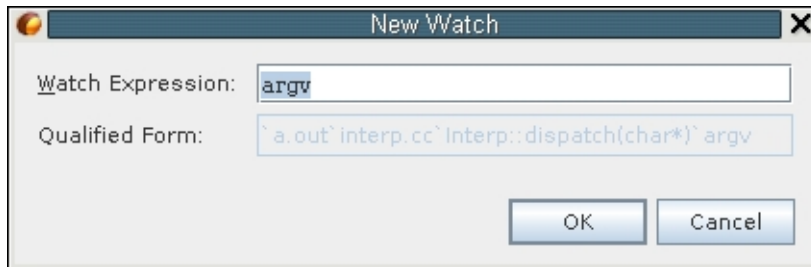 New Watch
Watch Expression: argv
Qualified Form: `a.out`interp.cc`Interp::dispatch(char*)`argv
OK Cancel